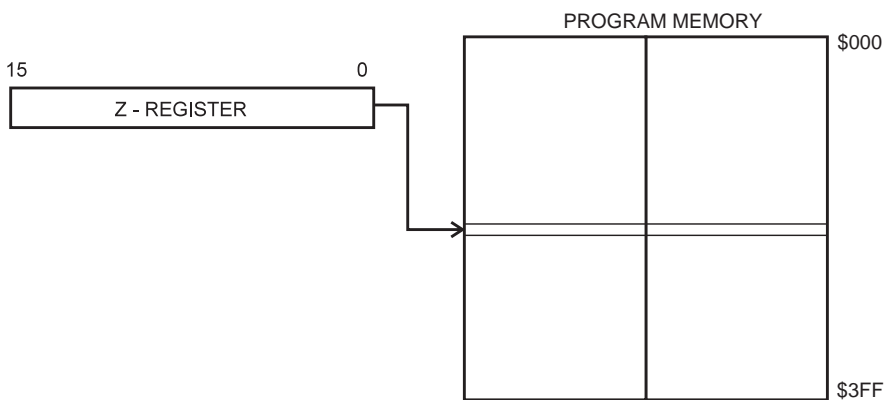 PROGRAM MEMORY
$000
15 0
Z - REGISTER
$3FF